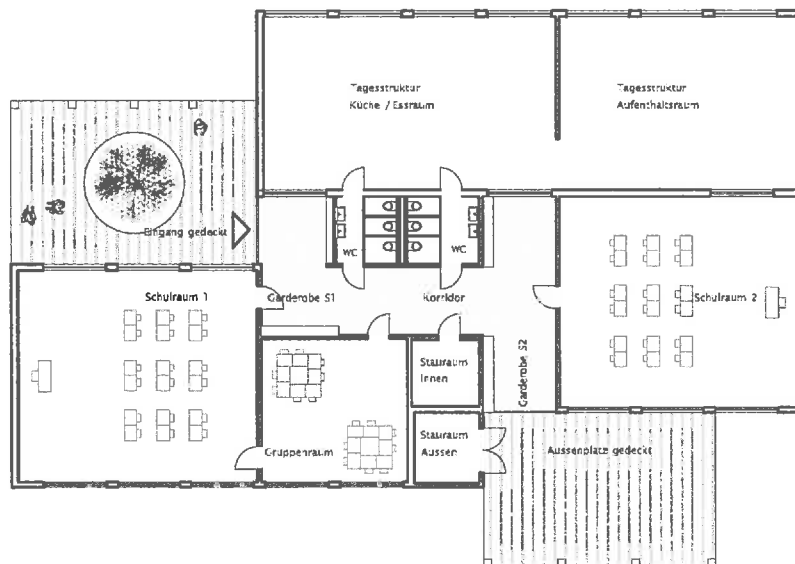 Tagesstruktur
Küche / Essraum
Tagesstruktur
Aufenthaltsraum
Eingang gedeckt
WC
WC
Schulraum 1
Garderobe S1
Korridor
Schulraum 2
Stauraum
Innen
Garderobe S2
Gruppenraum
Stauraum
Aussen
Aussenplatz gedeckt